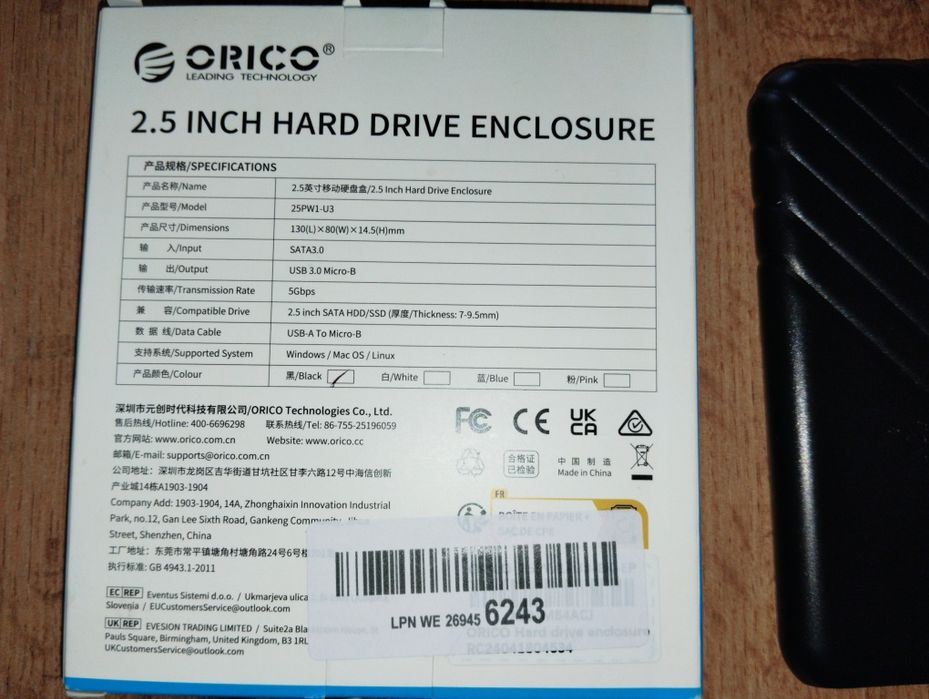 ORICO®
LEADING TECHNOLOGY
2.5 INCH HARD DRIVE ENCLOSURE
产品规格/SPECIFICATIONS
产品名称/Name 2.5英寸移动硬盘盒/2.5 Inch Hard Drive Enclosure
产品型号/Model 25PW1-U3
产品尺寸/Dimensions 130(L)×80(W)×14.5(H)mm
输 入/Input SATA3.0
输 出/Output USB 3.0 Micro-B
传输速率/Transmission Rate 5Gbps
兼 容/Compatible Drive 2.5 inch SATA HDD/SSD (厚度/Thickness: 7-9.5mm)
数 据 线/Data Cable USB-A To Micro-B
支持系统/Supported System Windows / Mac OS / Linux
产品颜色/Colour 黑/Black 白/White 蓝/Blue 粉/Pink
深圳市元创时代科技有限公司/ORICO Technologies Co., Ltd.
售后热线/Hotline: 400-6696298 联系热线/Tel: 86-755-25196059
官方网站: www.orico.com.cn Website: www.orico.cc
邮箱/E-mail: supports@orico.com.cn
公司地址：深圳市龙岗区吉华街道甘坑社区甘李六路12号中海信创新
产业城14栋A1903-1904
Company Add: 1903-1904, 14A, Zhonghaixin Innovation Industrial
Park, no.12, Gan Lee Sixth Road, Gankeng Community,
Street, Shenzhen, China
工厂地址：东莞市常平镇塘角村塘角路24号6号楼
执行标准: GB 4943.1-2011
EC REP Eventus Sistemi d.o.o. / Ukmarjeva ulica
Slovenia / EUCustomersService@outlook.com
UK REP EVESION TRADING LIMITED / Suite2a
Pauls Square, Birmingham, United Kingdom, B3 1RL
UKCustomersService@outlook.com
FC CE UK CA
合格证
已检验
中 国 制 造
Made in China
FR
BOÎTE EN PAPIER +
SAC DE CPE
LPN WE 26945 6243
ORICO Hard drive enclosure